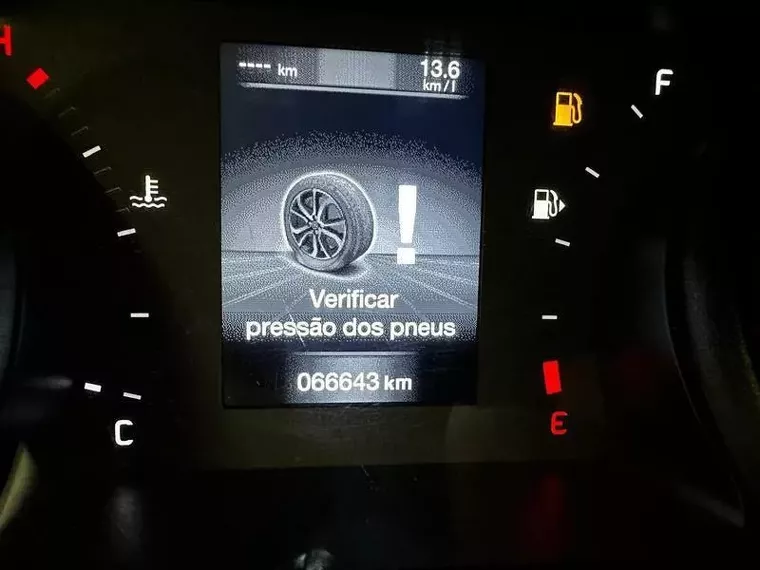 H
---- km
13.6
km/l
F
Verificar
pressão dos pneus
066643 km
C
E